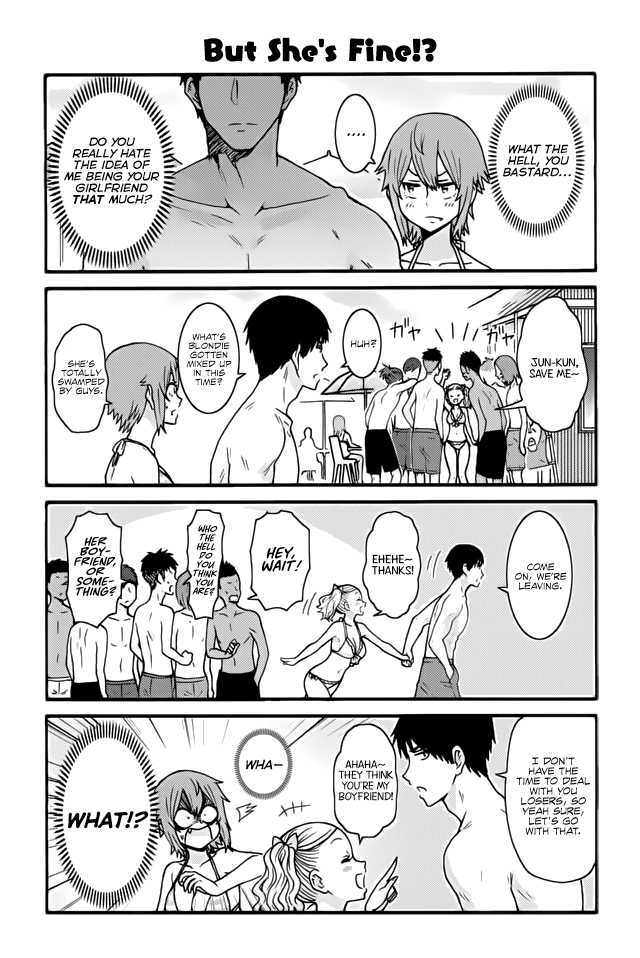 But She's Fine!?
WHAT
THE
HELL, YOU
BASTARD...
....
DO YOU
REALLY HATE
THE IDEA OF
ME BEING YOUR
GIRLFRIEND
THAT MUCH?
JUN-KUN,
SAVE ME~
ガヤ
ガヤ
HUH?
WHAT'S
BLONDIE
GOTTEN
MIXED UP
IN THIS
TIME?
SHE'S
TOTALLY
SWAMPED
BY GUYS.
COME
ON, WE'RE
LEAVING.
EHEHE~
THANKS!
HEY,
WAIT!
WHO
THE HELL
DO YOU
THINK
YOU
ARE?
HER
BOY-
FRIEND,
OR
SOME-
THING?
I DON'T
HAVE THE
TIME TO DEAL
WITH YOU
LOSERS, SO
YEAH SURE,
LET'S GO
WITH THAT.
AHAHA~
THEY THINK
YOU'RE MY
BOYFRIEND!
WHA—
WHAT!?